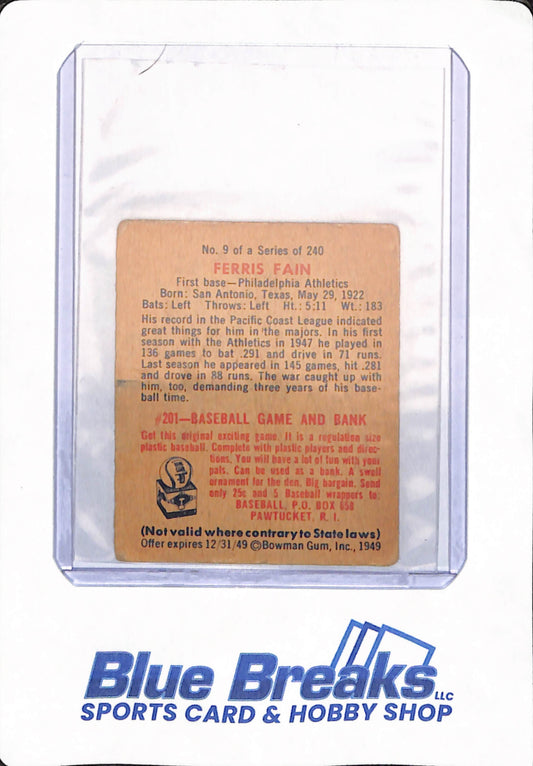 No. 9 of a Series of 240
FERRIS FAIN
First base—Philadelphia Athletics
Born: San Antonio, Texas, May 29, 1922
Bats: Left Throws: Left Ht.: 5:11 Wt.: 183
His record in the Pacific Coast League indicated
great things for him in the majors. In his first
season with the Athletics in 1947 he played in
136 games to bat .291 and drive in 71 runs.
Last season he appeared in 145 games, hit .281
and drove in 88 runs. The war caught up with
him, too, demanding three years of his base-
ball time.
#201—BASEBALL GAME AND BANK
Get this original exciting game. It is a regulation size
plastic baseball. Complete with plastic players and direc-
tions. You will have a lot of fun with your
pals. Can be used as a bank. A swell
ornament for the den. Big bargain. Send
only 25c and 5 Baseball wrappers to:
BASEBALL, P.O. BOX 658
PAWTUCKET, R. I.
(Not valid where contrary to State laws)
Offer expires 12/31/49 ©Bowman Gum, Inc., 1949
Blue Breaks LLC
SPORTS CARD & HOBBY SHOP